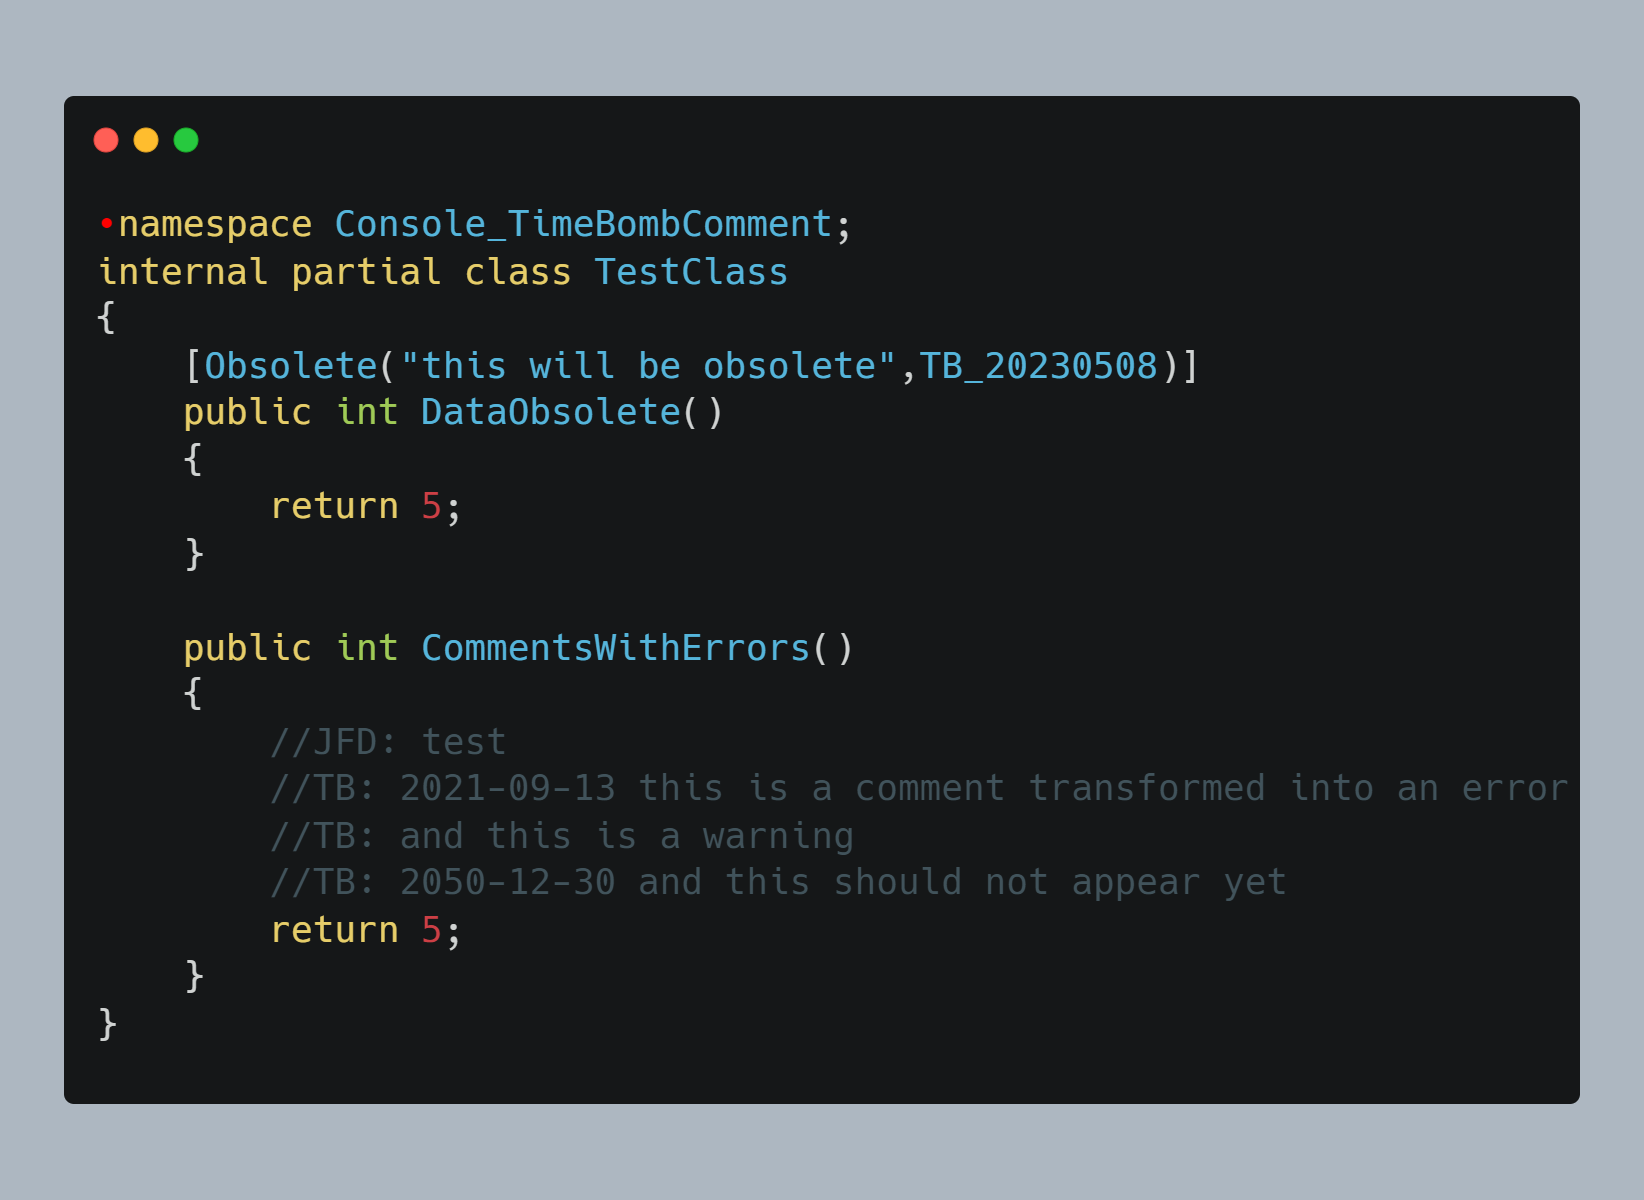 •namespace Console_TimeBombComment;
internal partial class TestClass
{
    [Obsolete("this will be obsolete",TB_20230508)]
    public int DataObsolete()
    {
        return 5;
    }

    public int CommentsWithErrors()
    {
        //JFD: test
        //TB: 2021-09-13 this is a comment transformed into an error
        //TB: and this is a warning
        //TB: 2050-12-30 and this should not appear yet
        return 5;
    }
}